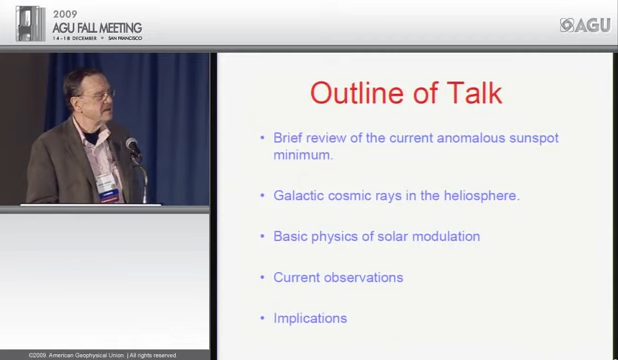 2009
AGU FALL MEETING
14 - 18 DECEMBER • SAN FRANCISCO
AGU
Outline of Talk
• Brief review of the current anomalous sunspot
minimum.
• Galactic cosmic rays in the heliosphere.
• Basic physics of solar modulation
• Current observations
• Implications
©2009. American Geophysical Union | All rights reserved.